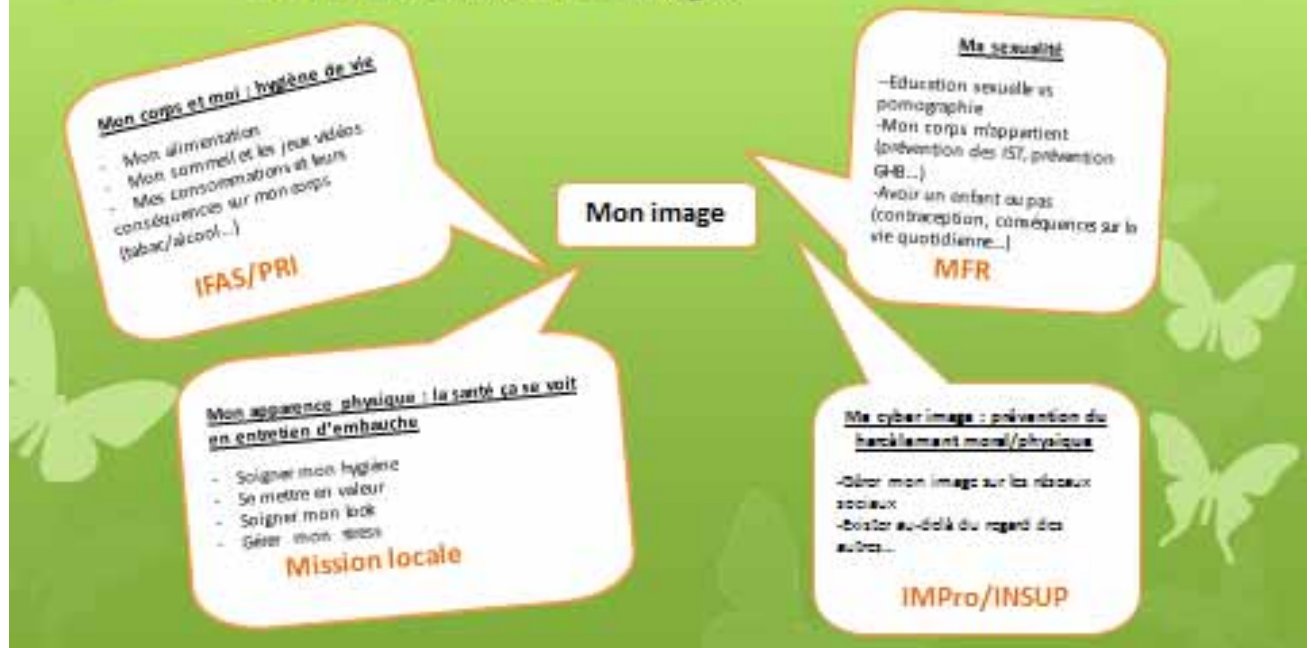 Mon corps et moi : hygiène de vie
- Mon alimentation
- Mon sommeil et les jeux vidéos
- Mes consommations et leurs
conséquences sur mon corps
(tabac/alcool...)
IFAS/PRI
Ma sexualité
-Education sexuelle vs
pornographie
-Mon corps m'appartient
(prévention des IST, prévention
GHB...)
-Avoir un enfant ou pas
(contraception, conséquences sur la
vie quotidienne...)
MFR
Mon image
Mon apparence physique : la santé ça se voit
en entretien d'embauche
- Soigner mon hygiène
- Se mettre en valeur
- Soigner mon look
- Gérer mon stress
Mission locale
Ma cyber image : prévention du
harcèlement moral/physique
-Gérer mon image sur les réseaux
sociaux
-Exister au-delà du regard des
autres...
IMPro/INSUP